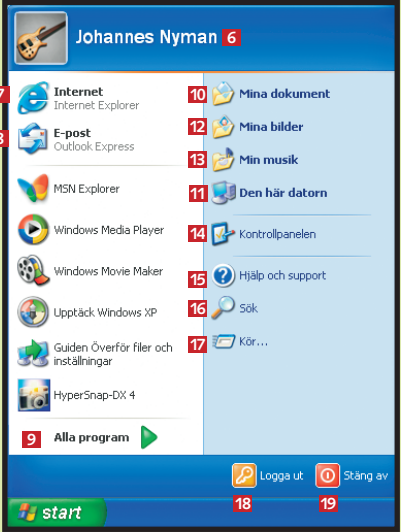 Johannes Nyman 6
7 Internet
Internet Explorer
8 E-post
Outlook Express
MSN Explorer
Windows Media Player
Windows Movie Maker
Upptäck Windows XP
Guiden Överför filer och
inställningar
HyperSnap-DX 4
9 Alla program
10 Mina dokument
12 Mina bilder
13 Min musik
11 Den här datorn
14 Kontrollpanelen
15 Hjälp och support
16 Sök
17 Kör...
Logga ut
Stäng av
18
19
start